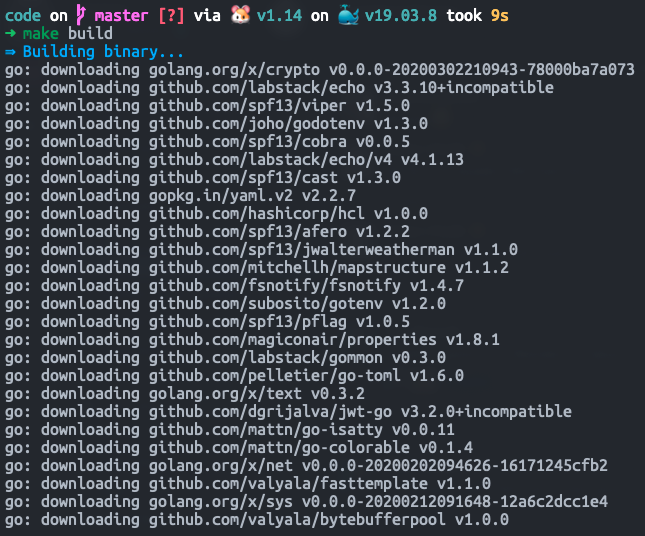 code on master [?] via 🐹 v1.14 on 🐳 v19.03.8 took 9s
➜ make build
⇒ Building binary...
go: downloading golang.org/x/crypto v0.0.0-20200302210943-78000ba7a073
go: downloading github.com/labstack/echo v3.3.10+incompatible
go: downloading github.com/spf13/viper v1.5.0
go: downloading github.com/joho/godotenv v1.3.0
go: downloading github.com/spf13/cobra v0.0.5
go: downloading github.com/labstack/echo/v4 v4.1.13
go: downloading github.com/spf13/cast v1.3.0
go: downloading gopkg.in/yaml.v2 v2.2.7
go: downloading github.com/hashicorp/hcl v1.0.0
go: downloading github.com/spf13/afero v1.2.2
go: downloading github.com/spf13/jwalterweatherman v1.1.0
go: downloading github.com/mitchellh/mapstructure v1.1.2
go: downloading github.com/fsnotify/fsnotify v1.4.7
go: downloading github.com/subosito/gotenv v1.2.0
go: downloading github.com/spf13/pflag v1.0.5
go: downloading github.com/magiconair/properties v1.8.1
go: downloading github.com/labstack/gommon v0.3.0
go: downloading github.com/pelletier/go-toml v1.6.0
go: downloading golang.org/x/text v0.3.2
go: downloading github.com/dgrijalva/jwt-go v3.2.0+incompatible
go: downloading github.com/mattn/go-isatty v0.0.11
go: downloading github.com/mattn/go-colorable v0.1.4
go: downloading golang.org/x/net v0.0.0-20200202094626-16171245cfb2
go: downloading github.com/valyala/fasttemplate v1.1.0
go: downloading golang.org/x/sys v0.0.0-20200212091648-12a6c2dcc1e4
go: downloading github.com/valyala/bytebufferpool v1.0.0